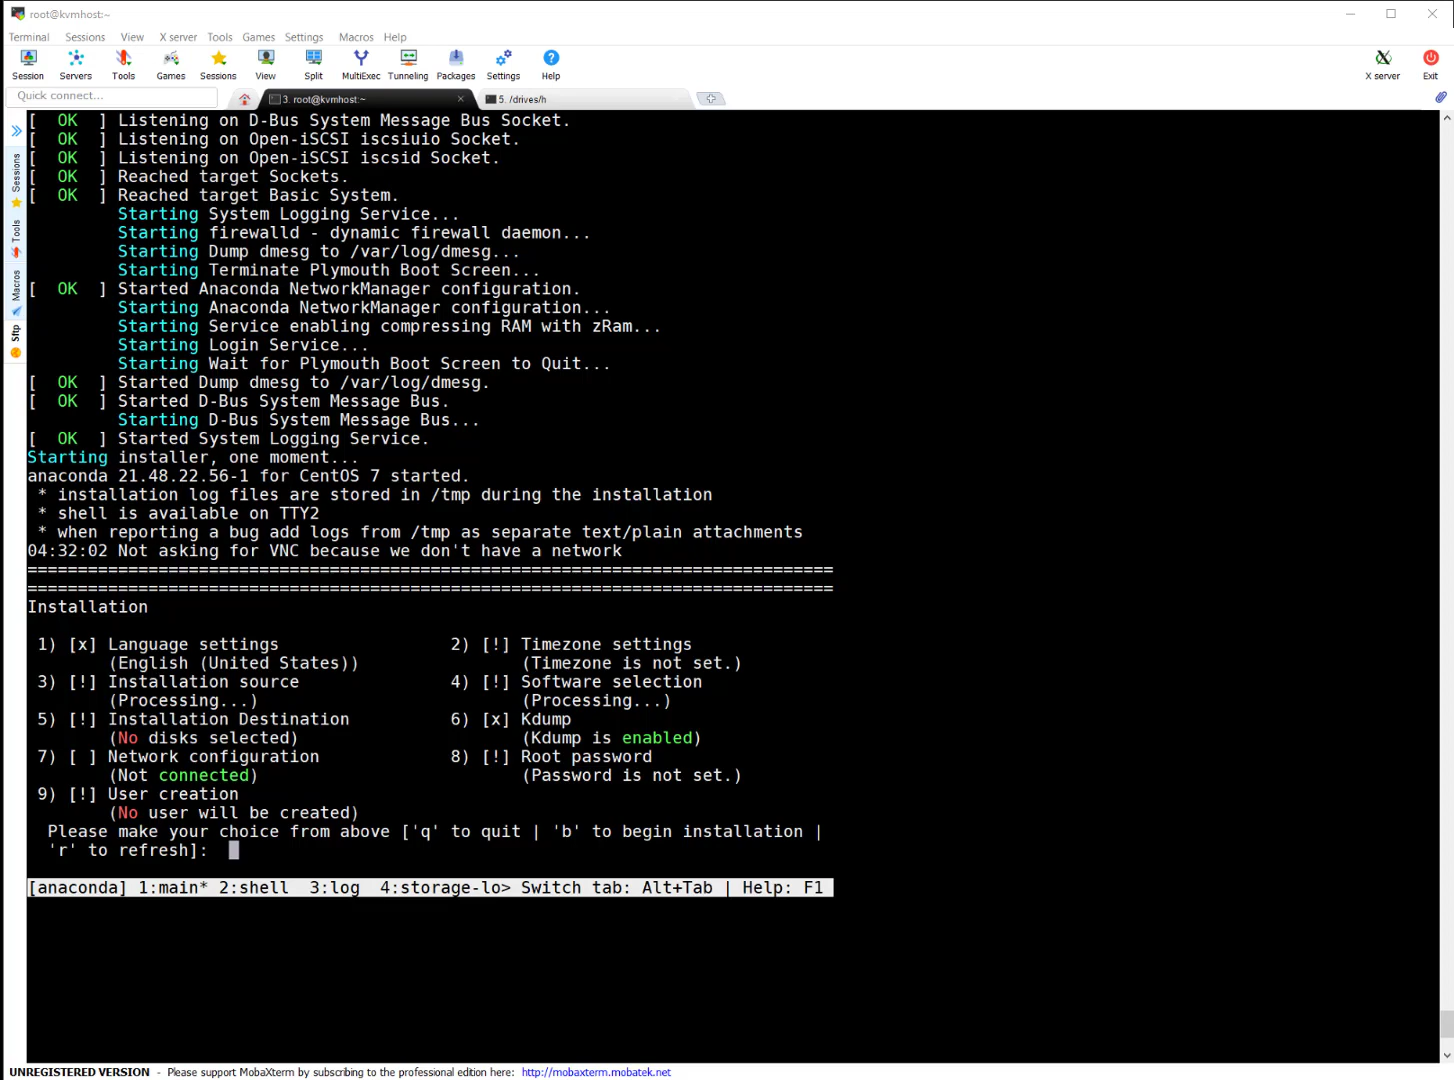 root@kvmhost:~
Terminal Sessions View X server Tools Games Settings Macros Help
Session Servers Tools Games Sessions View Split MultiExec Tunneling Packages Settings Help X server Exit
Quick connect... 3. root@kvmhost:~ 5. /drives/h
Sessions
Tools
Macros
Sftp
[  OK  ] Listening on D-Bus System Message Bus Socket.
[  OK  ] Listening on Open-iSCSI iscsiuio Socket.
[  OK  ] Listening on Open-iSCSI iscsid Socket.
[  OK  ] Reached target Sockets.
[  OK  ] Reached target Basic System.
         Starting System Logging Service...
         Starting firewalld - dynamic firewall daemon...
         Starting Dump dmesg to /var/log/dmesg...
         Starting Terminate Plymouth Boot Screen...
[  OK  ] Started Anaconda NetworkManager configuration.
         Starting Anaconda NetworkManager configuration...
         Starting Service enabling compressing RAM with zRam...
         Starting Login Service...
         Starting Wait for Plymouth Boot Screen to Quit...
[  OK  ] Started Dump dmesg to /var/log/dmesg.
[  OK  ] Started D-Bus System Message Bus.
         Starting D-Bus System Message Bus...
[  OK  ] Started System Logging Service.
Starting installer, one moment...
anaconda 21.48.22.56-1 for CentOS 7 started.
 * installation log files are stored in /tmp during the installation
 * shell is available on TTY2
 * when reporting a bug add logs from /tmp as separate text/plain attachments
04:32:02 Not asking for VNC because we don't have a network
================================================================================
================================================================================
Installation
 1) [x] Language settings                 2) [!] Timezone settings
        (English (United States))                (Timezone is not set.)
 3) [!] Installation source               4) [!] Software selection
        (Processing...)                          (Processing...)
 5) [!] Installation Destination          6) [x] Kdump
        (No disks selected)                      (Kdump is enabled)
 7) [ ] Network configuration             8) [!] Root password
        (Not connected)                          (Password is not set.)
 9) [!] User creation
        (No user will be created)
  Please make your choice from above ['q' to quit | 'b' to begin installation |
  'r' to refresh]:
[anaconda] 1:main* 2:shell  3:log  4:storage-lo> Switch tab: Alt+Tab | Help: F1
UNREGISTERED VERSION - Please support MobaXterm by subscribing to the professional edition here: http://mobaxterm.mobatek.net